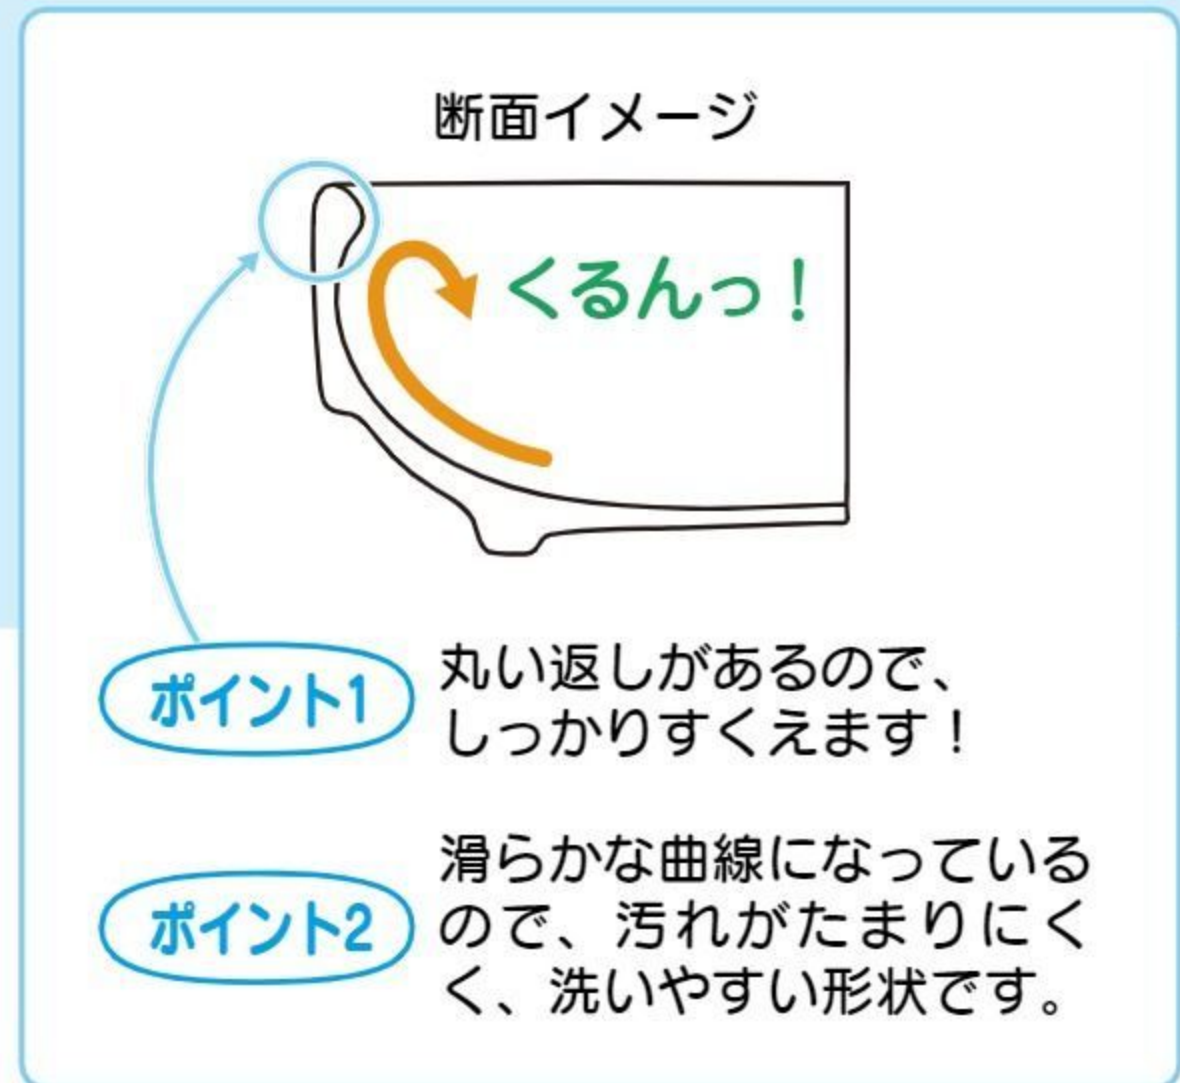 断面イメージ
くるんっ！
ポイント1
丸い返しがあるので、
しっかりすくえます！
ポイント2
滑らかな曲線になっている
ので、汚れがたまりにく
く、洗いやすい形状です。